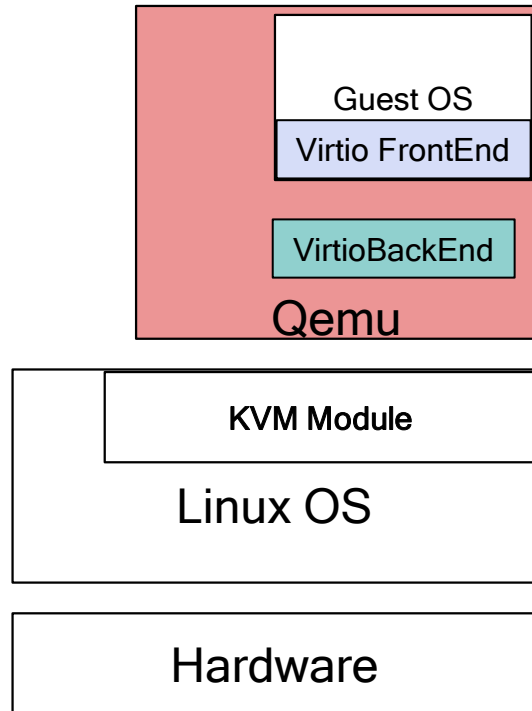 Guest OS
Virtio FrontEnd
VirtioBackEnd
Qemu
KVM Module
Linux OS
Hardware